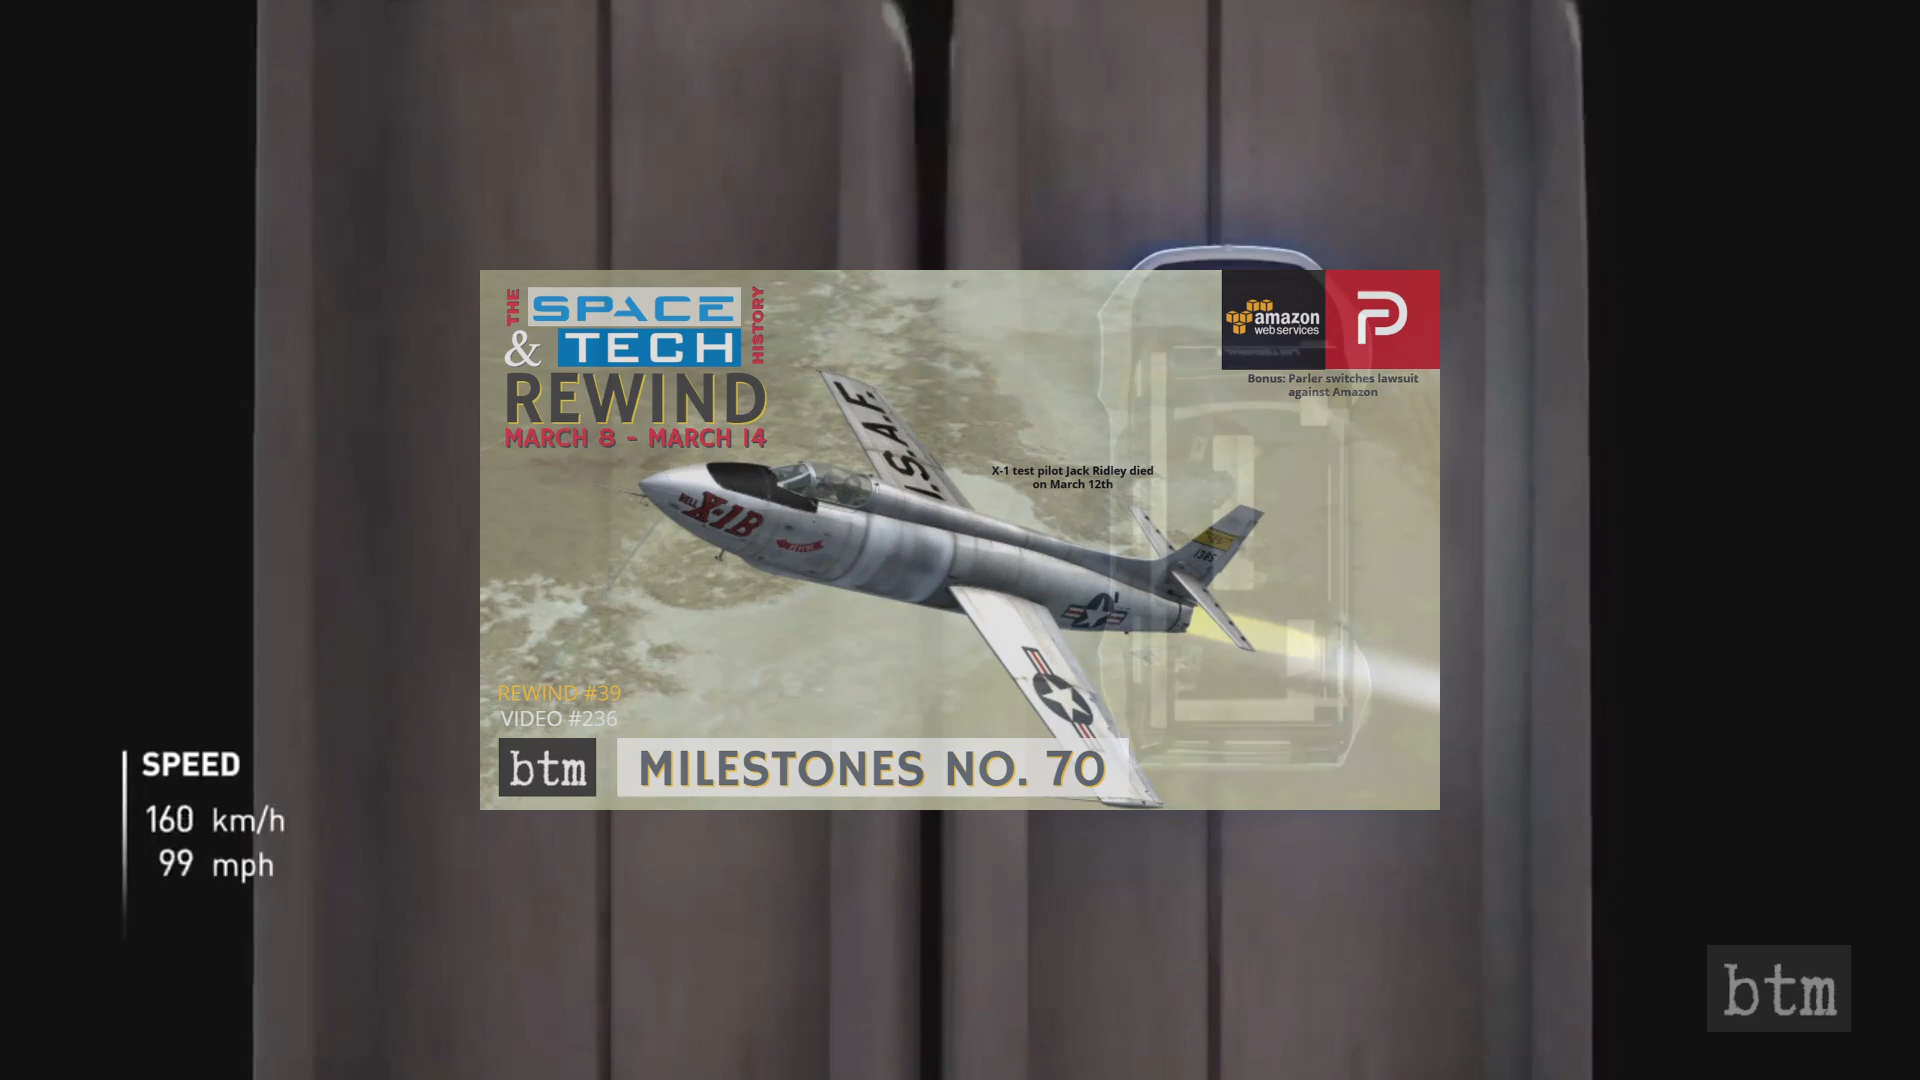 THE
SPACE
& TECH
HISTORY
REWIND
MARCH 8 - MARCH 14
amazon
webservices
Bonus: Parler switches lawsuit
against Amazon
X-1 test pilot Jack Ridley died
on March 12th
.S.A.F.
BELL
X-1B
1385
REWIND #39
VIDEO #236
btm
MILESTONES NO. 70
SPEED
160 km/h
99 mph
btm